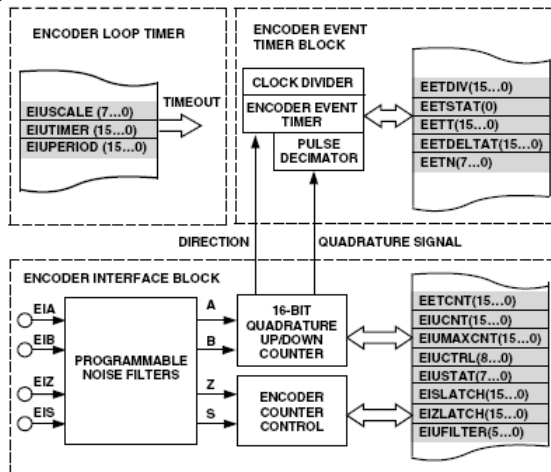 ENCODER LOOP TIMER
EIUSCALE (7...0)
EIUTIMER (15...0)
EIUPERIOD (15...0)
TIMEOUT
ENCODER EVENT
TIMER BLOCK
CLOCK DIVIDER
ENCODER EVENT
TIMER
PULSE
DECIMATOR
EETDIV(15...0)
EETSTAT(0)
EETT(15...0)
EETDELTAT(15...0)
EETN(7...0)
DIRECTION
QUADRATURE SIGNAL
ENCODER INTERFACE BLOCK
EIA
EIB
EIZ
EIS
PROGRAMMABLE
NOISE FILTERS
A
B
Z
S
16-BIT
QUADRATURE
UP/DOWN
COUNTER
ENCODER
COUNTER
CONTROL
EETCNT(15...0)
EIUCNT(15...0)
EIUMAXCNT(15...0)
EIUCTRL(8...0)
EIUSTAT(7...0)
EISLATCH(15...0)
EIZLATCH(15...0)
EIUFILTER(5...0)